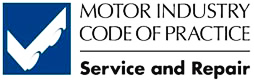 MOTOR INDUSTRY
CODE OF PRACTICE
Service and Repair